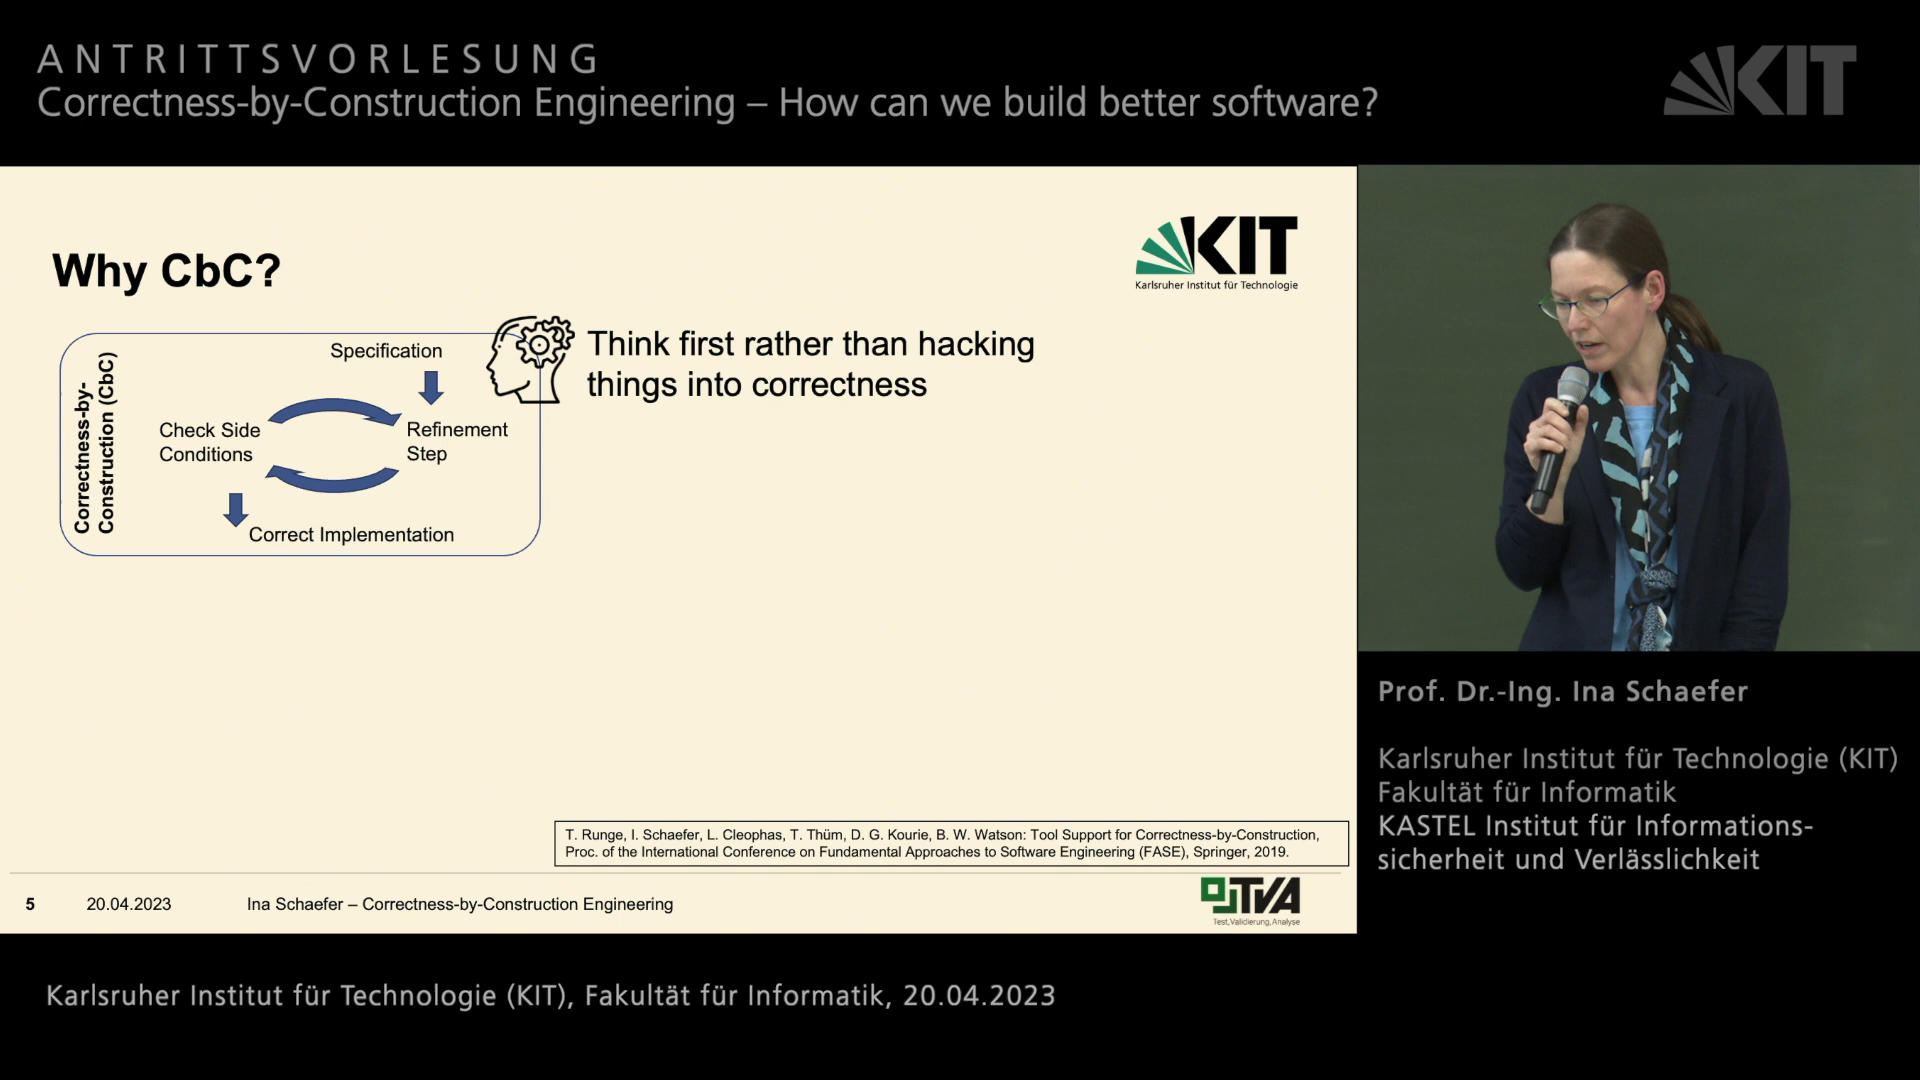 ANTRITTSVORLESUNG
Correctness-by-Construction Engineering – How can we build better software?
KIT
Why CbC?
KIT
Karlsruher Institut für Technologie
Correctness-by-
Construction (CbC)
Specification
Check Side
Conditions
Refinement
Step
Correct Implementation
Think first rather than hacking
things into correctness
T. Runge, I. Schaefer, L. Cleophas, T. Thüm, D. G. Kourie, B. W. Watson: Tool Support for Correctness-by-Construction,
Proc. of the International Conference on Fundamental Approaches to Software Engineering (FASE), Springer, 2019.
5 20.04.2023 Ina Schaefer – Correctness-by-Construction Engineering
TVA
Test,Validierung,Analyse
Prof. Dr.-Ing. Ina Schaefer
Karlsruher Institut für Technologie (KIT)
Fakultät für Informatik
KASTEL Institut für Informations-
sicherheit und Verlässlichkeit
Karlsruher Institut für Technologie (KIT), Fakultät für Informatik, 20.04.2023